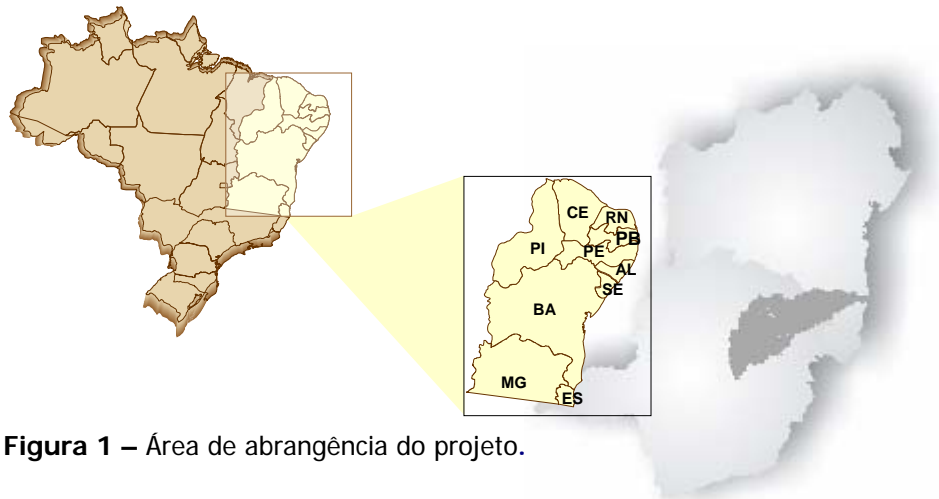 CE
RN
PI
PE
PB
AL
SE
BA
MG
ES
Figura 1 – Área de abrangência do projeto.